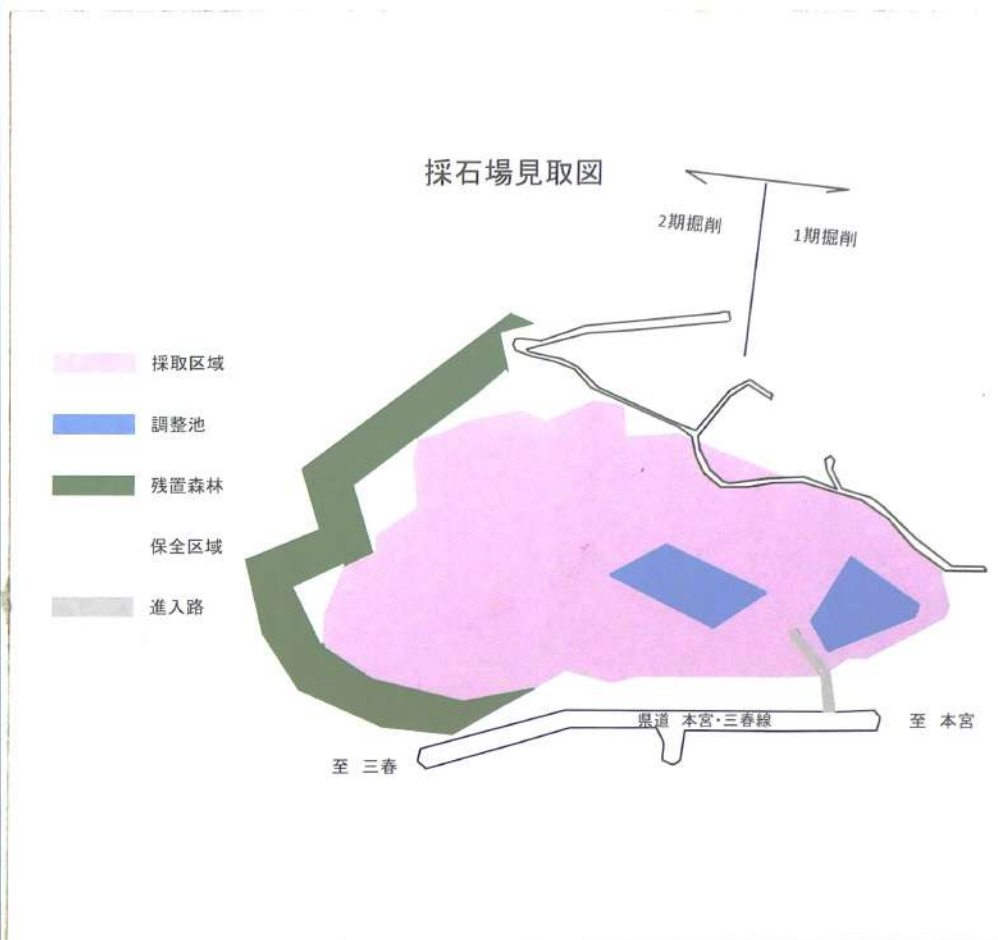 採石場見取図
2期掘削
1期掘削
採取区域
調整池
残置森林
保全区域
進入路
県道 本宮・三春線
至 本宮
至 三春